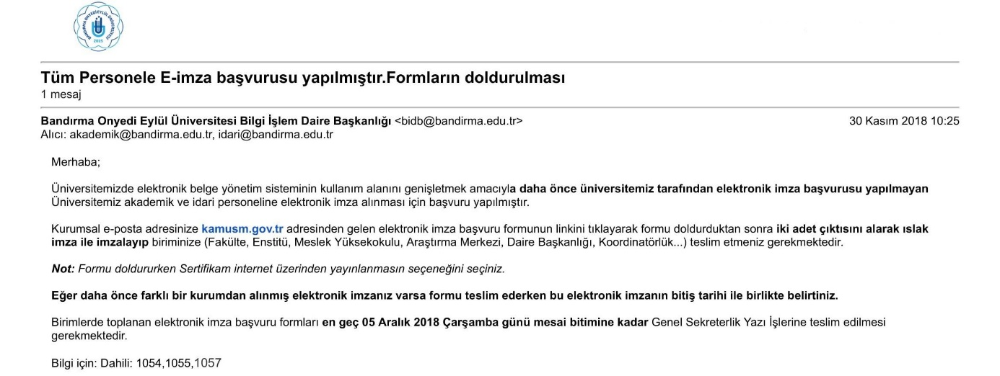 BANDIRMA ONYEDİ EYLÜL ÜNİVERSİTESİ
2015
Tüm Personele E-imza başvurusu yapılmıştır.Formların doldurulması
1 mesaj
Bandırma Onyedi Eylül Üniversitesi Bilgi İşlem Daire Başkanlığı <bidb@bandirma.edu.tr>
30 Kasım 2018 10:25
Alıcı: akademik@bandirma.edu.tr, idari@bandirma.edu.tr
Merhaba;
Üniversitemizde elektronik belge yönetim sisteminin kullanım alanını genişletmek amacıyla daha önce üniversitemiz tarafından elektronik imza başvurusu yapılmayan
Üniversitemiz akademik ve idari personeline elektronik imza alınması için başvuru yapılmıştır.
Kurumsal e-posta adresinize kamusm.gov.tr adresinden gelen elektronik imza başvuru formunun linkini tıklayarak formu doldurduktan sonra iki adet çıktısını alarak ıslak
imza ile imzalayıp biriminize (Fakülte, Enstitü, Meslek Yüksekokulu, Araştırma Merkezi, Daire Başkanlığı, Koordinatörlük...) teslim etmeniz gerekmektedir.
Not: Formu doldururken Sertifikam internet üzerinden yayınlanmasın seçeneğini seçiniz.
Eğer daha önce farklı bir kurumdan alınmış elektronik imzanız varsa formu teslim ederken bu elektronik imzanın bitiş tarihi ile birlikte belirtiniz.
Birimlerde toplanan elektronik imza başvuru formları en geç 05 Aralık 2018 Çarşamba günü mesai bitimine kadar Genel Sekreterlik Yazı İşlerine teslim edilmesi
gerekmektedir.
Bilgi için: Dahili: 1054,1055,1057